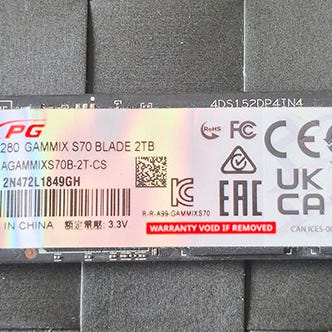 4DS152DP4IN4
PG
280 GAMMIX S70 BLADE 2TB
AGAMMIXS70B-2T-CS
2N472L1849GH
IN CHINA 額定電壓: 3.3V
RoHS FC CE
EAC
UK
CA
R-R-A99-GAMMIXS70
WARRANTY VOID IF REMOVED
CAN ICES-00